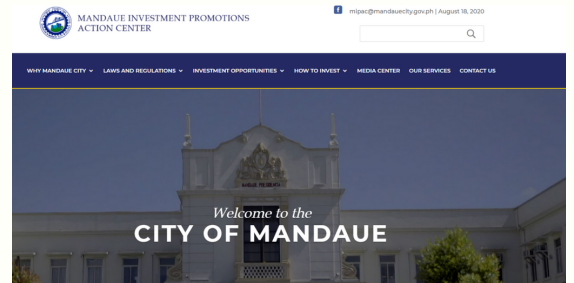 MANDAUE INVESTMENT PROMOTIONS
ACTION CENTER
mipac@mandauecity.gov.ph | August 18, 2020
WHY MANDAUE CITY LAWS AND REGULATIONS INVESTMENT OPPORTUNITIES HOW TO INVEST MEDIA CENTER OUR SERVICES CONTACT US
Welcome to the
CITY OF MANDAUE